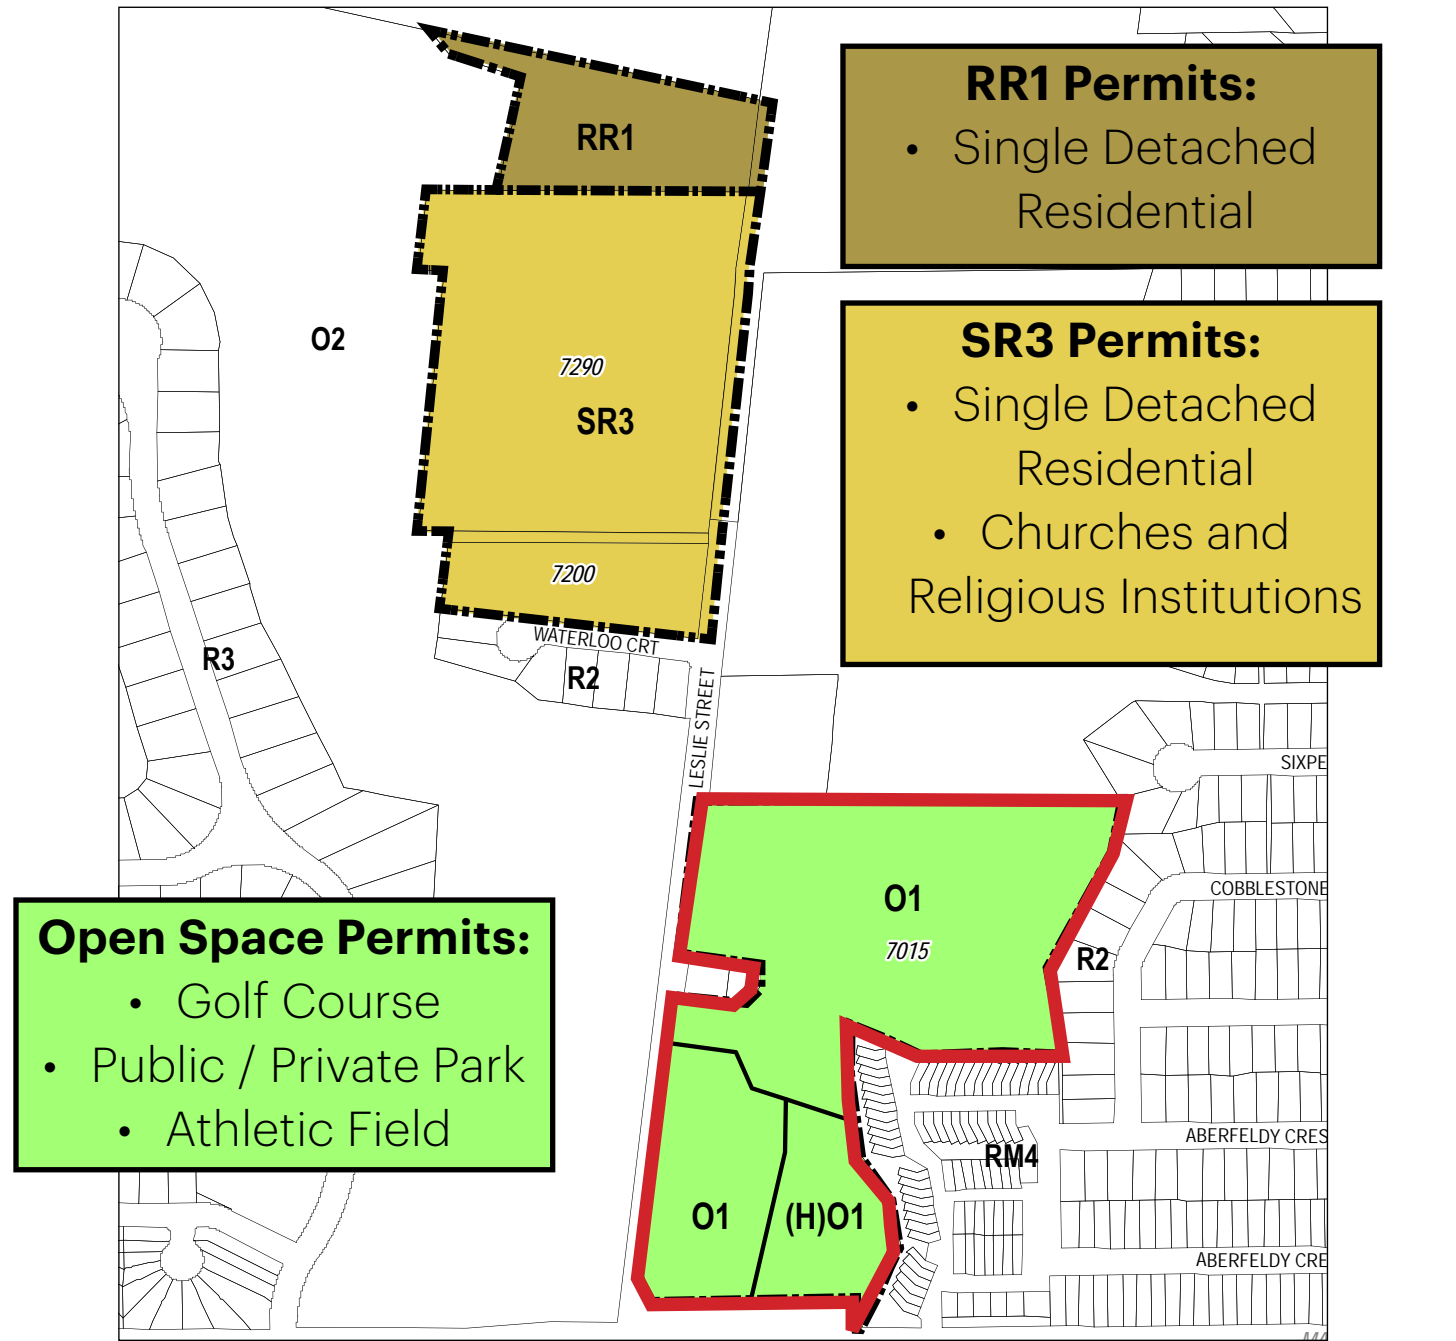 RR1 Permits:
• Single Detached
Residential
RR1
SR3 Permits:
• Single Detached
Residential
• Churches and
Religious Institutions
O2
7290
SR3
7200
WATERLOO CRT
R3
R2
LESLIE STREET
SIXPE
COBBLESTONE
O1
7015
R2
Open Space Permits:
• Golf Course
• Public / Private Park
• Athletic Field
ABERFELDY CRES
RM4
O1
(H)O1
ABERFELDY CRE